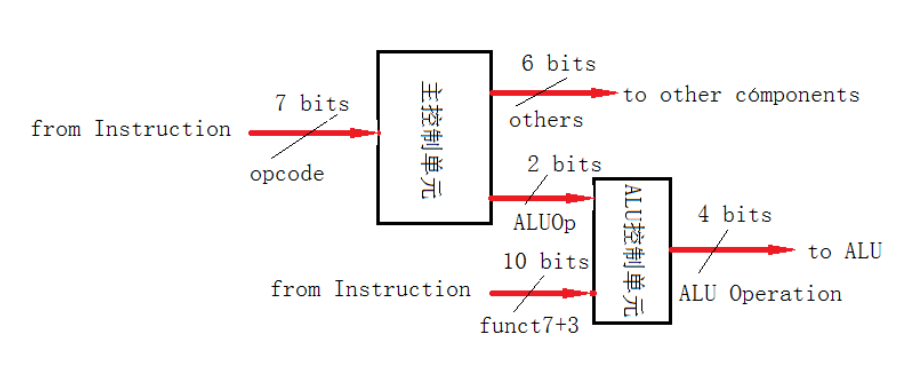 6 bits
7 bits
to other cómponents
from Instruction
主控制单元
others
opcode
2 bits
ALUOp
ALU控制单元
4 bits
10 bits
to ALU
from Instruction
ALU Operation
funct7+3